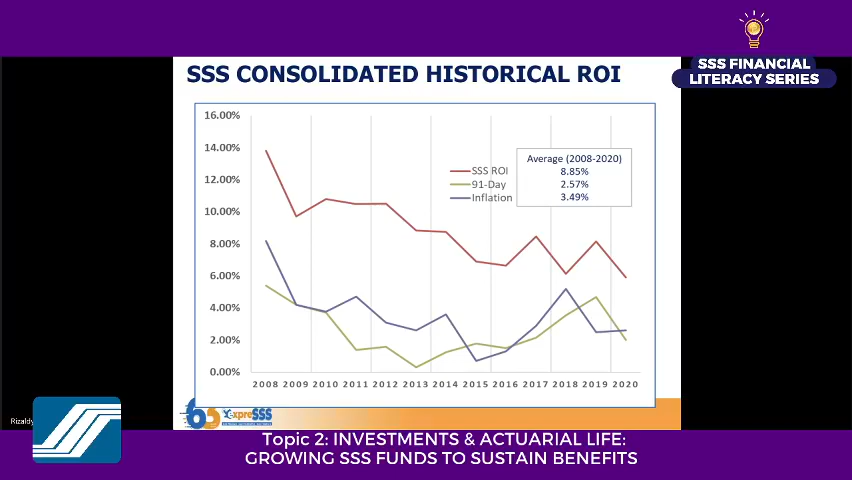 SSS FINANCIAL
LITERACY SERIES
SSS CONSOLIDATED HISTORICAL ROI
16.00%
14.00%
12.00%
10.00%
8.00%
6.00%
4.00%
2.00%
0.00%
SSS ROI
91-Day
Inflation
Average (2008-2020)
8.85%
2.57%
3.49%
2008 2009 2010 2011 2012 2013 2014 2015 2016 2017 2018 2019 2020
Rizaldy
65
ExpreSSS
Topic 2: INVESTMENTS & ACTUARIAL LIFE:
GROWING SSS FUNDS TO SUSTAIN BENEFITS